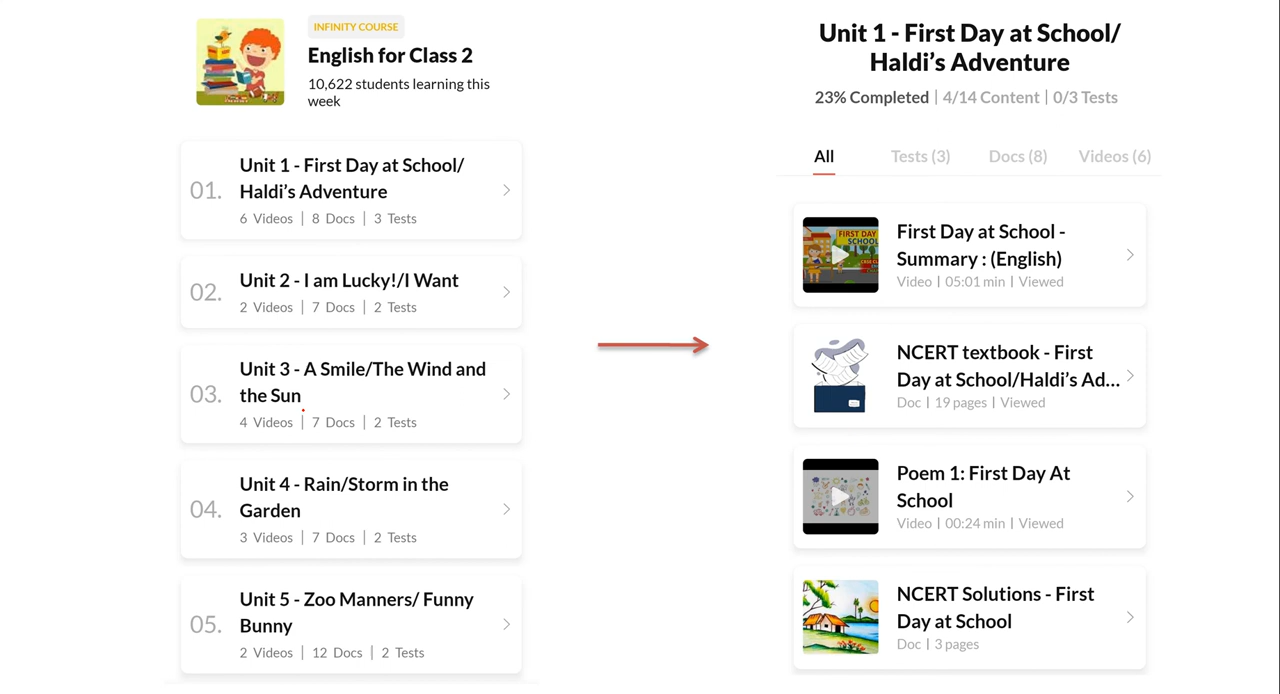 INFINITY COURSE
English for Class 2
10,622 students learning this
week
01.
Unit 1 - First Day at School/
Haldi’s Adventure
6 Videos | 8 Docs | 3 Tests
02.
Unit 2 - I am Lucky!/I Want
2 Videos | 7 Docs | 2 Tests
03.
Unit 3 - A Smile/The Wind and
the Sun
4 Videos | 7 Docs | 2 Tests
04.
Unit 4 - Rain/Storm in the
Garden
3 Videos | 7 Docs | 2 Tests
05.
Unit 5 - Zoo Manners/ Funny
Bunny
2 Videos | 12 Docs | 2 Tests
Unit 1 - First Day at School/
Haldi’s Adventure
23% Completed | 4/14 Content | 0/3 Tests
All Tests (3) Docs (8) Videos (6)
FIRST DAY
SCHOOL
First Day at School -
Summary : (English)
Video | 05:01 min | Viewed
NCERT textbook - First
Day at School/Haldi’s Ad...
Doc | 19 pages | Viewed
Poem 1: First Day At
School
Video | 00:24 min | Viewed
NCERT Solutions - First
Day at School
Doc | 3 pages